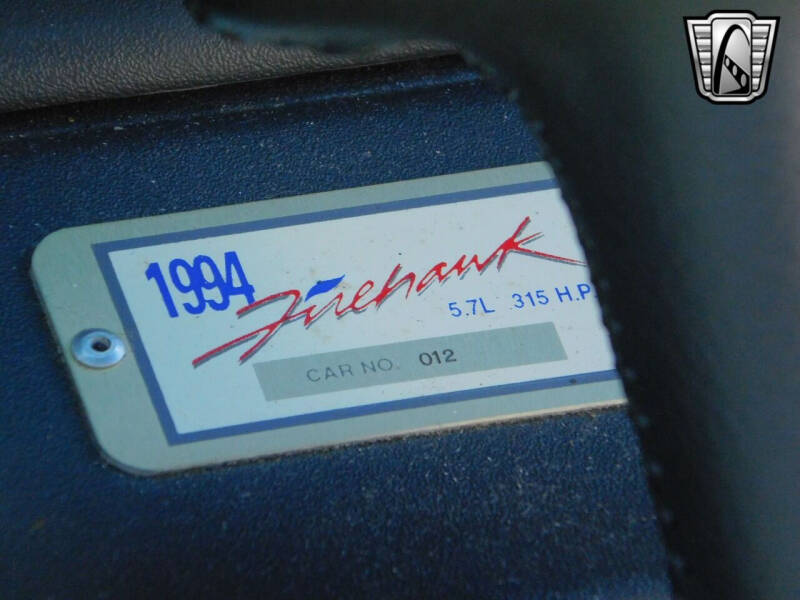 1994 Firehawk
5.7L 315 H.P.
CAR NO. 012